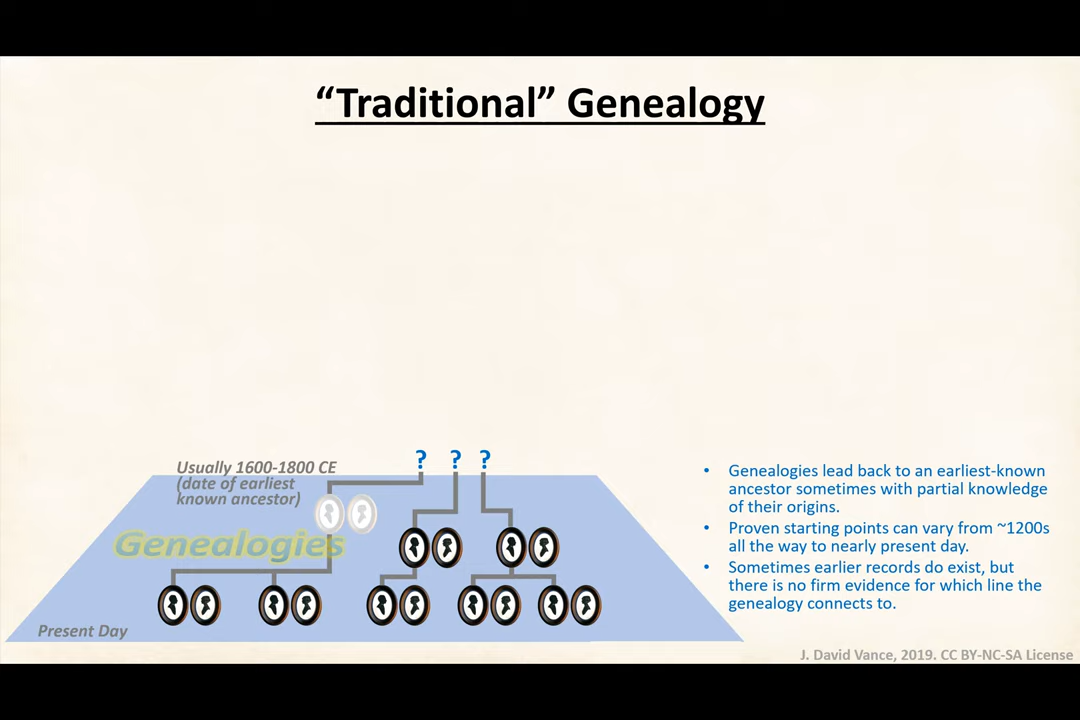 “Traditional” Genealogy
? ? ?
Usually 1600-1800 CE
(date of earliest
known ancestor)
Genealogies
Present Day
• Genealogies lead back to an earliest-known
ancestor sometimes with partial knowledge
of their origins.
• Proven starting points can vary from ~1200s
all the way to nearly present day.
• Sometimes earlier records do exist, but
there is no firm evidence for which line the
genealogy connects to.
J. David Vance, 2019. CC BY-NC-SA License